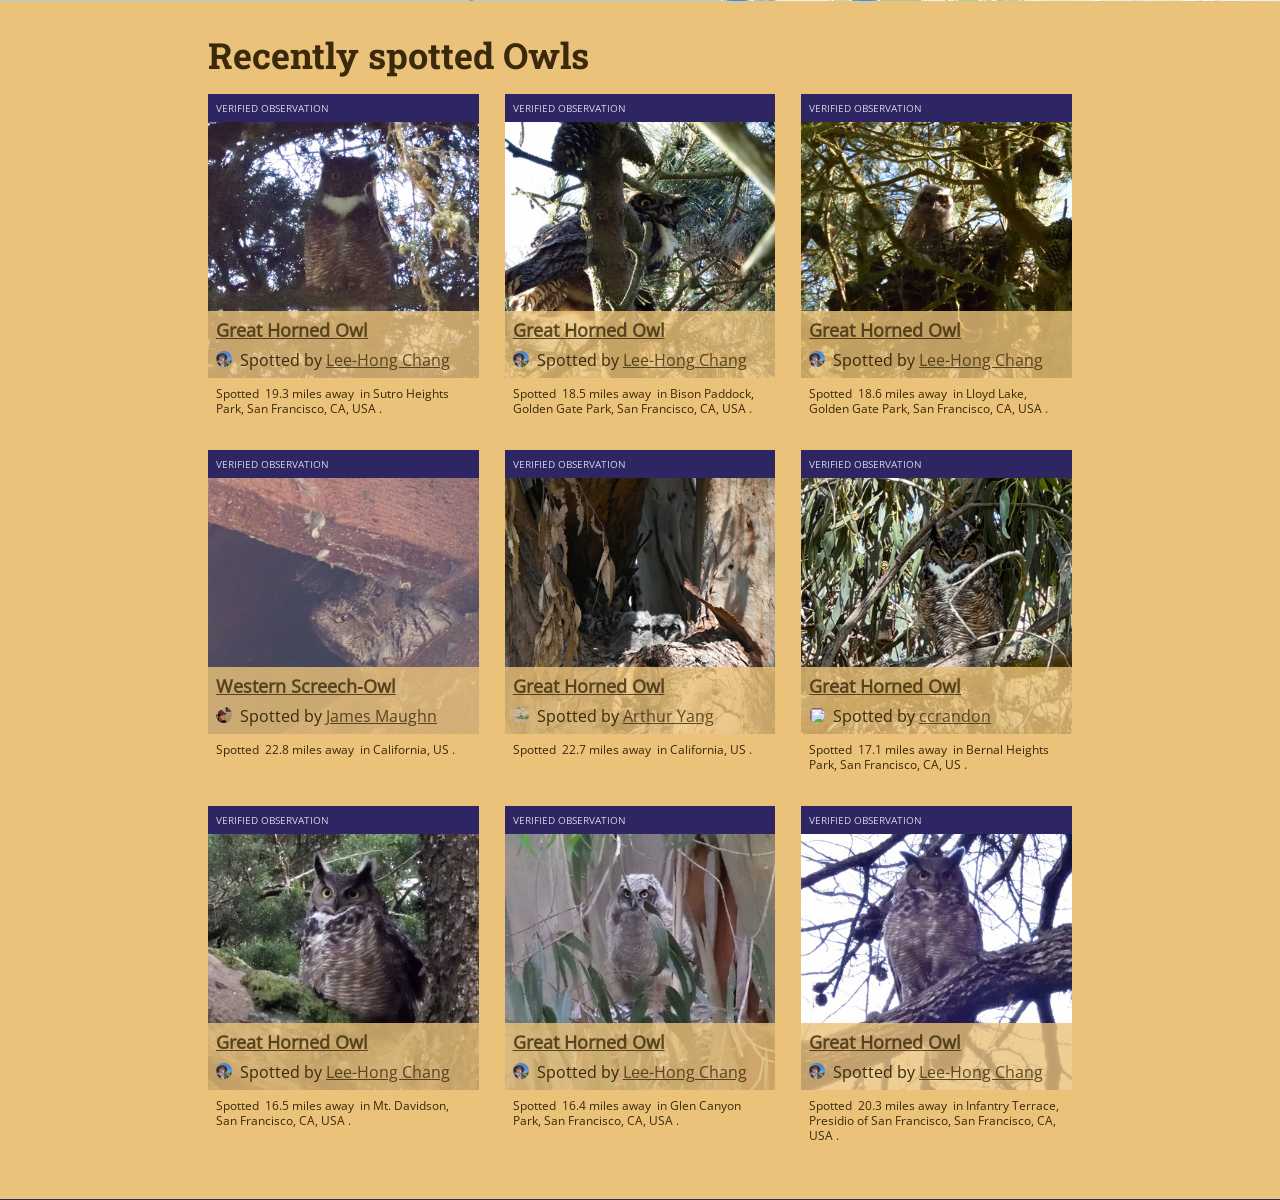 Recently spotted Owls
VERIFIED OBSERVATION
Great Horned Owl
Spotted by Lee-Hong Chang
Spotted 19.3 miles away in Sutro Heights
Park, San Francisco, CA, USA .
VERIFIED OBSERVATION
Great Horned Owl
Spotted by Lee-Hong Chang
Spotted 18.5 miles away in Bison Paddock,
Golden Gate Park, San Francisco, CA, USA .
VERIFIED OBSERVATION
Great Horned Owl
Spotted by Lee-Hong Chang
Spotted 18.6 miles away in Lloyd Lake,
Golden Gate Park, San Francisco, CA, USA .
VERIFIED OBSERVATION
Western Screech-Owl
Spotted by James Maughn
Spotted 22.8 miles away in California, US .
VERIFIED OBSERVATION
Great Horned Owl
Spotted by Arthur Yang
Spotted 22.7 miles away in California, US .
VERIFIED OBSERVATION
Great Horned Owl
Spotted by ccrandon
Spotted 17.1 miles away in Bernal Heights
Park, San Francisco, CA, US .
VERIFIED OBSERVATION
Great Horned Owl
Spotted by Lee-Hong Chang
Spotted 16.5 miles away in Mt. Davidson,
San Francisco, CA, USA .
VERIFIED OBSERVATION
Great Horned Owl
Spotted by Lee-Hong Chang
Spotted 16.4 miles away in Glen Canyon
Park, San Francisco, CA, USA .
VERIFIED OBSERVATION
Great Horned Owl
Spotted by Lee-Hong Chang
Spotted 20.3 miles away in Infantry Terrace,
Presidio of San Francisco, San Francisco, CA,
USA .